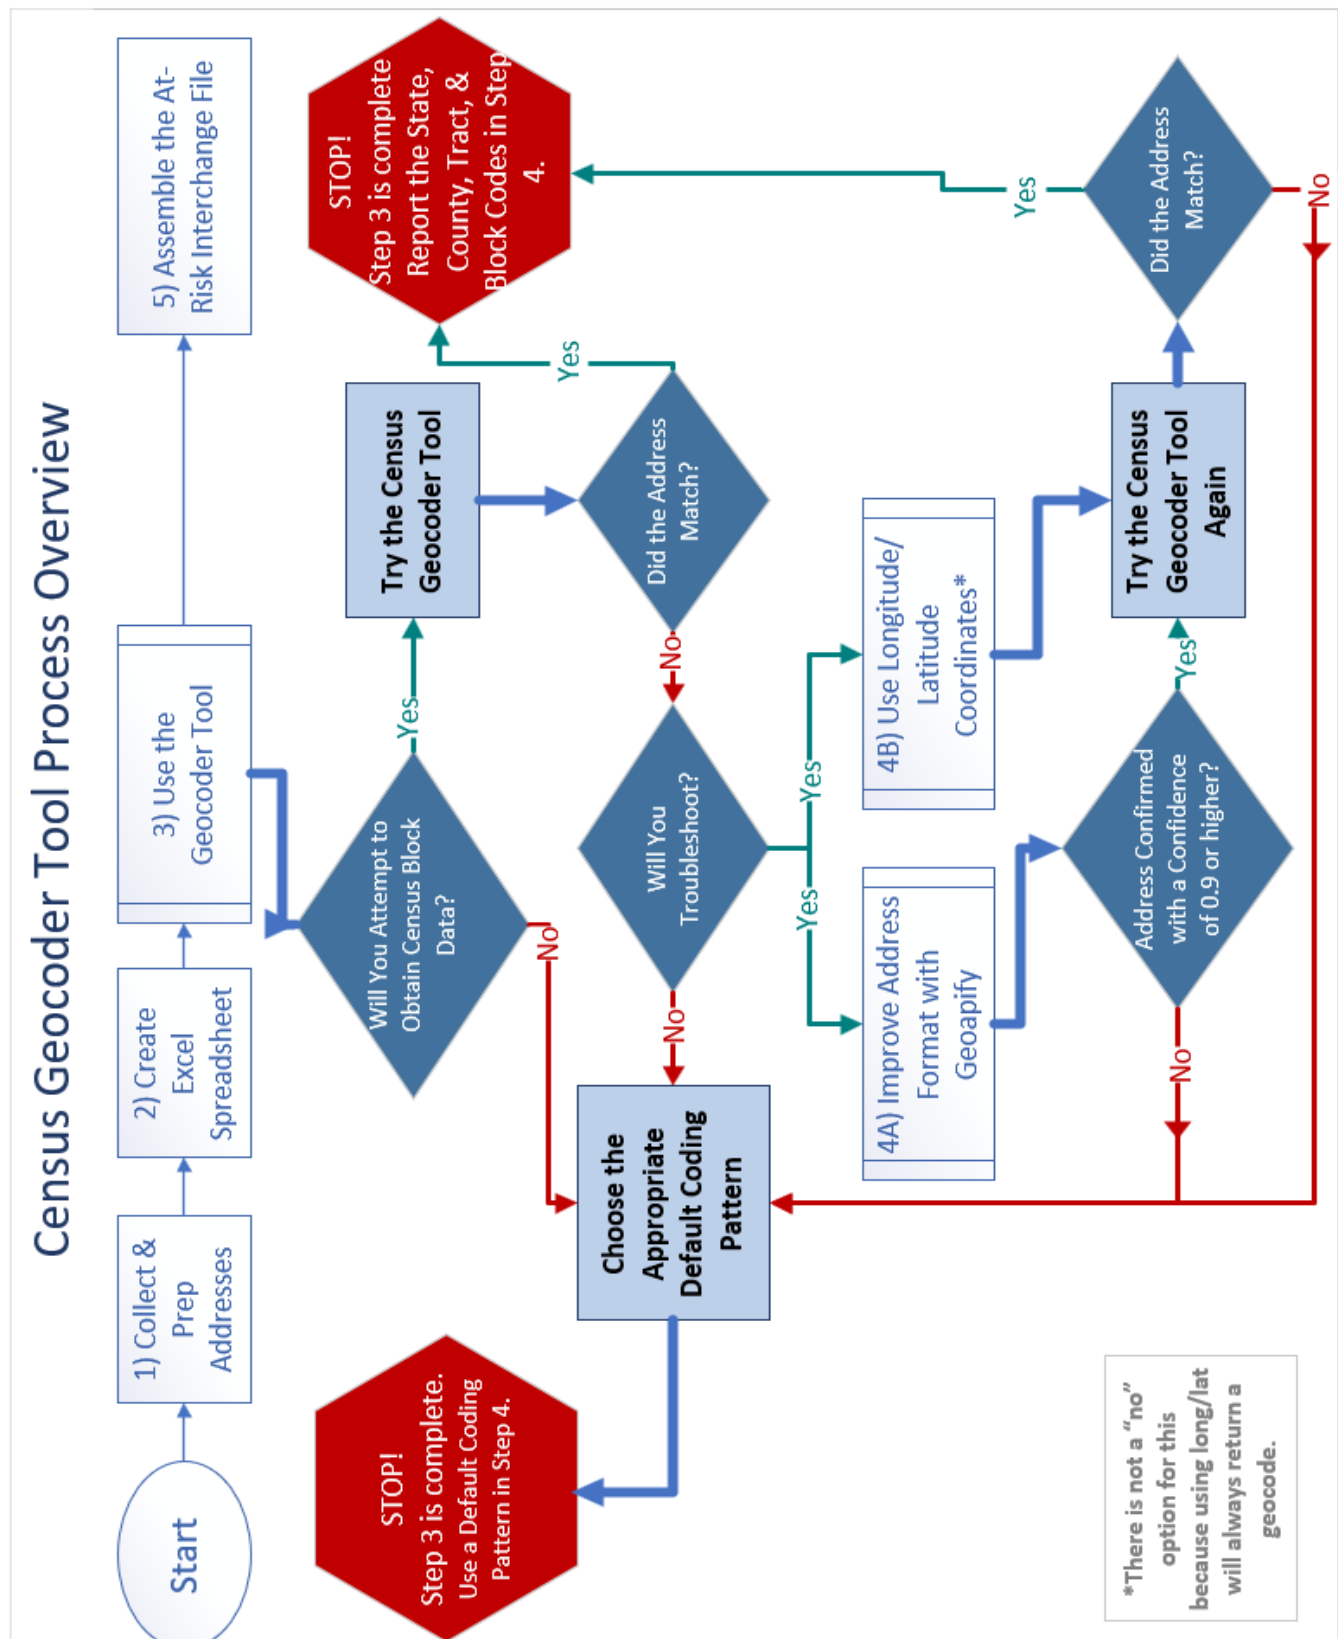 Census Geocoder Tool Process Overview
Start
1) Collect &
Prep
Addresses
2) Create
Excel
Spreadsheet
3) Use the
Geocoder Tool
5) Assemble the At-
Risk Interchange File
Will You Attempt to
Obtain Census Block
Data?
Yes
No
Try the Census
Geocoder Tool
STOP!
Step 3 is complete
Report the State,
County, Tract, &
Block Codes in Step
4.
Did the Address
Match?
Yes
No
Will You
Troubleshoot?
No
Yes
Yes
STOP!
Step 3 is complete.
Use a Default Coding
Pattern in Step 4.
Choose the
Appropriate
Default Coding
Pattern
4A) Improve Address
Format with
Geoapify
4B) Use Longitude/
Latitude
Coordinates*
Address Confirmed
with a Confidence
of 0.9 or higher?
No
Yes
Try the Census
Geocoder Tool
Again
Did the Address
Match?
Yes
No
*There is not a “no”
option for this
because using long/lat
will always return a
geocode.